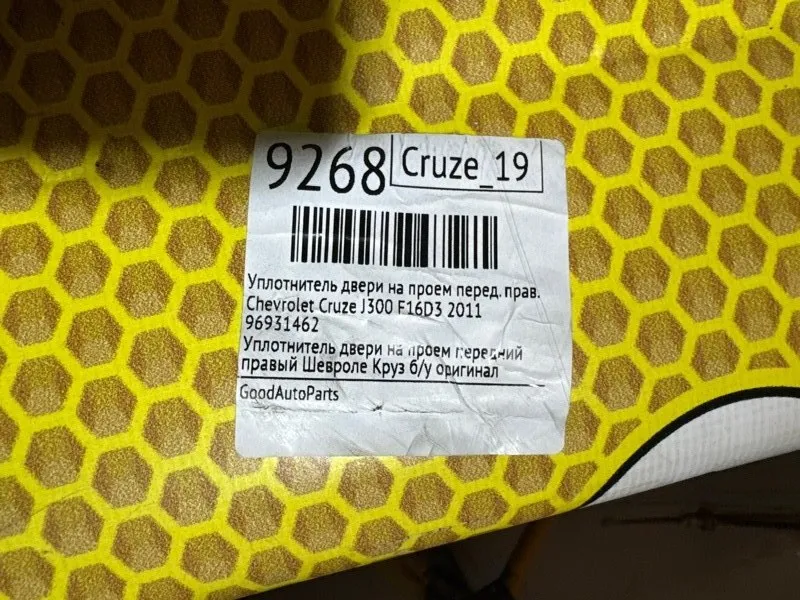 9268 Cruze_19
Уплотнитель двери на проем перед. прав.
Chevrolet Cruze J300 F16D3 2011
96931462
Уплотнитель двери на проем передний
правый Шевроле Круз б/у оригинал
GoodAutoParts